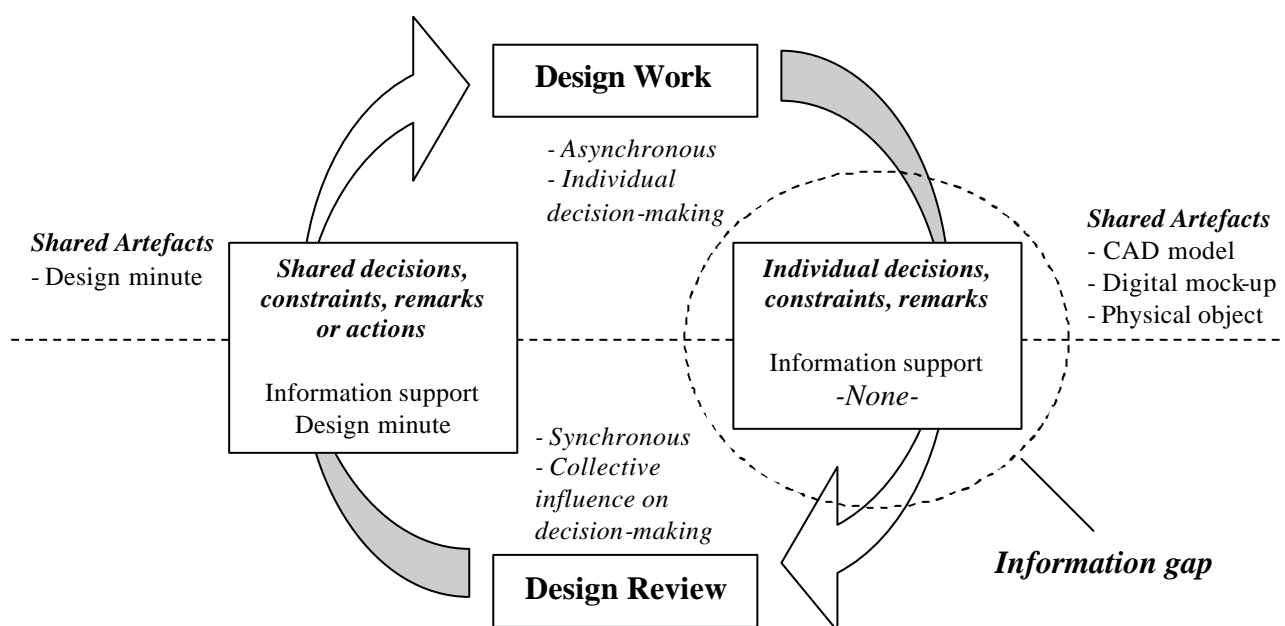 Design Work
- Asynchronous
- Individual
decision-making
Shared Artefacts
- Design minute
Shared decisions,
constraints, remarks
or actions
Information support
Design minute
Individual decisions,
constraints, remarks
Information support
-None-
Shared Artefacts
- CAD model
- Digital mock-up
- Physical object
- Synchronous
- Collective
influence on
decision-making
Design Review
Information gap